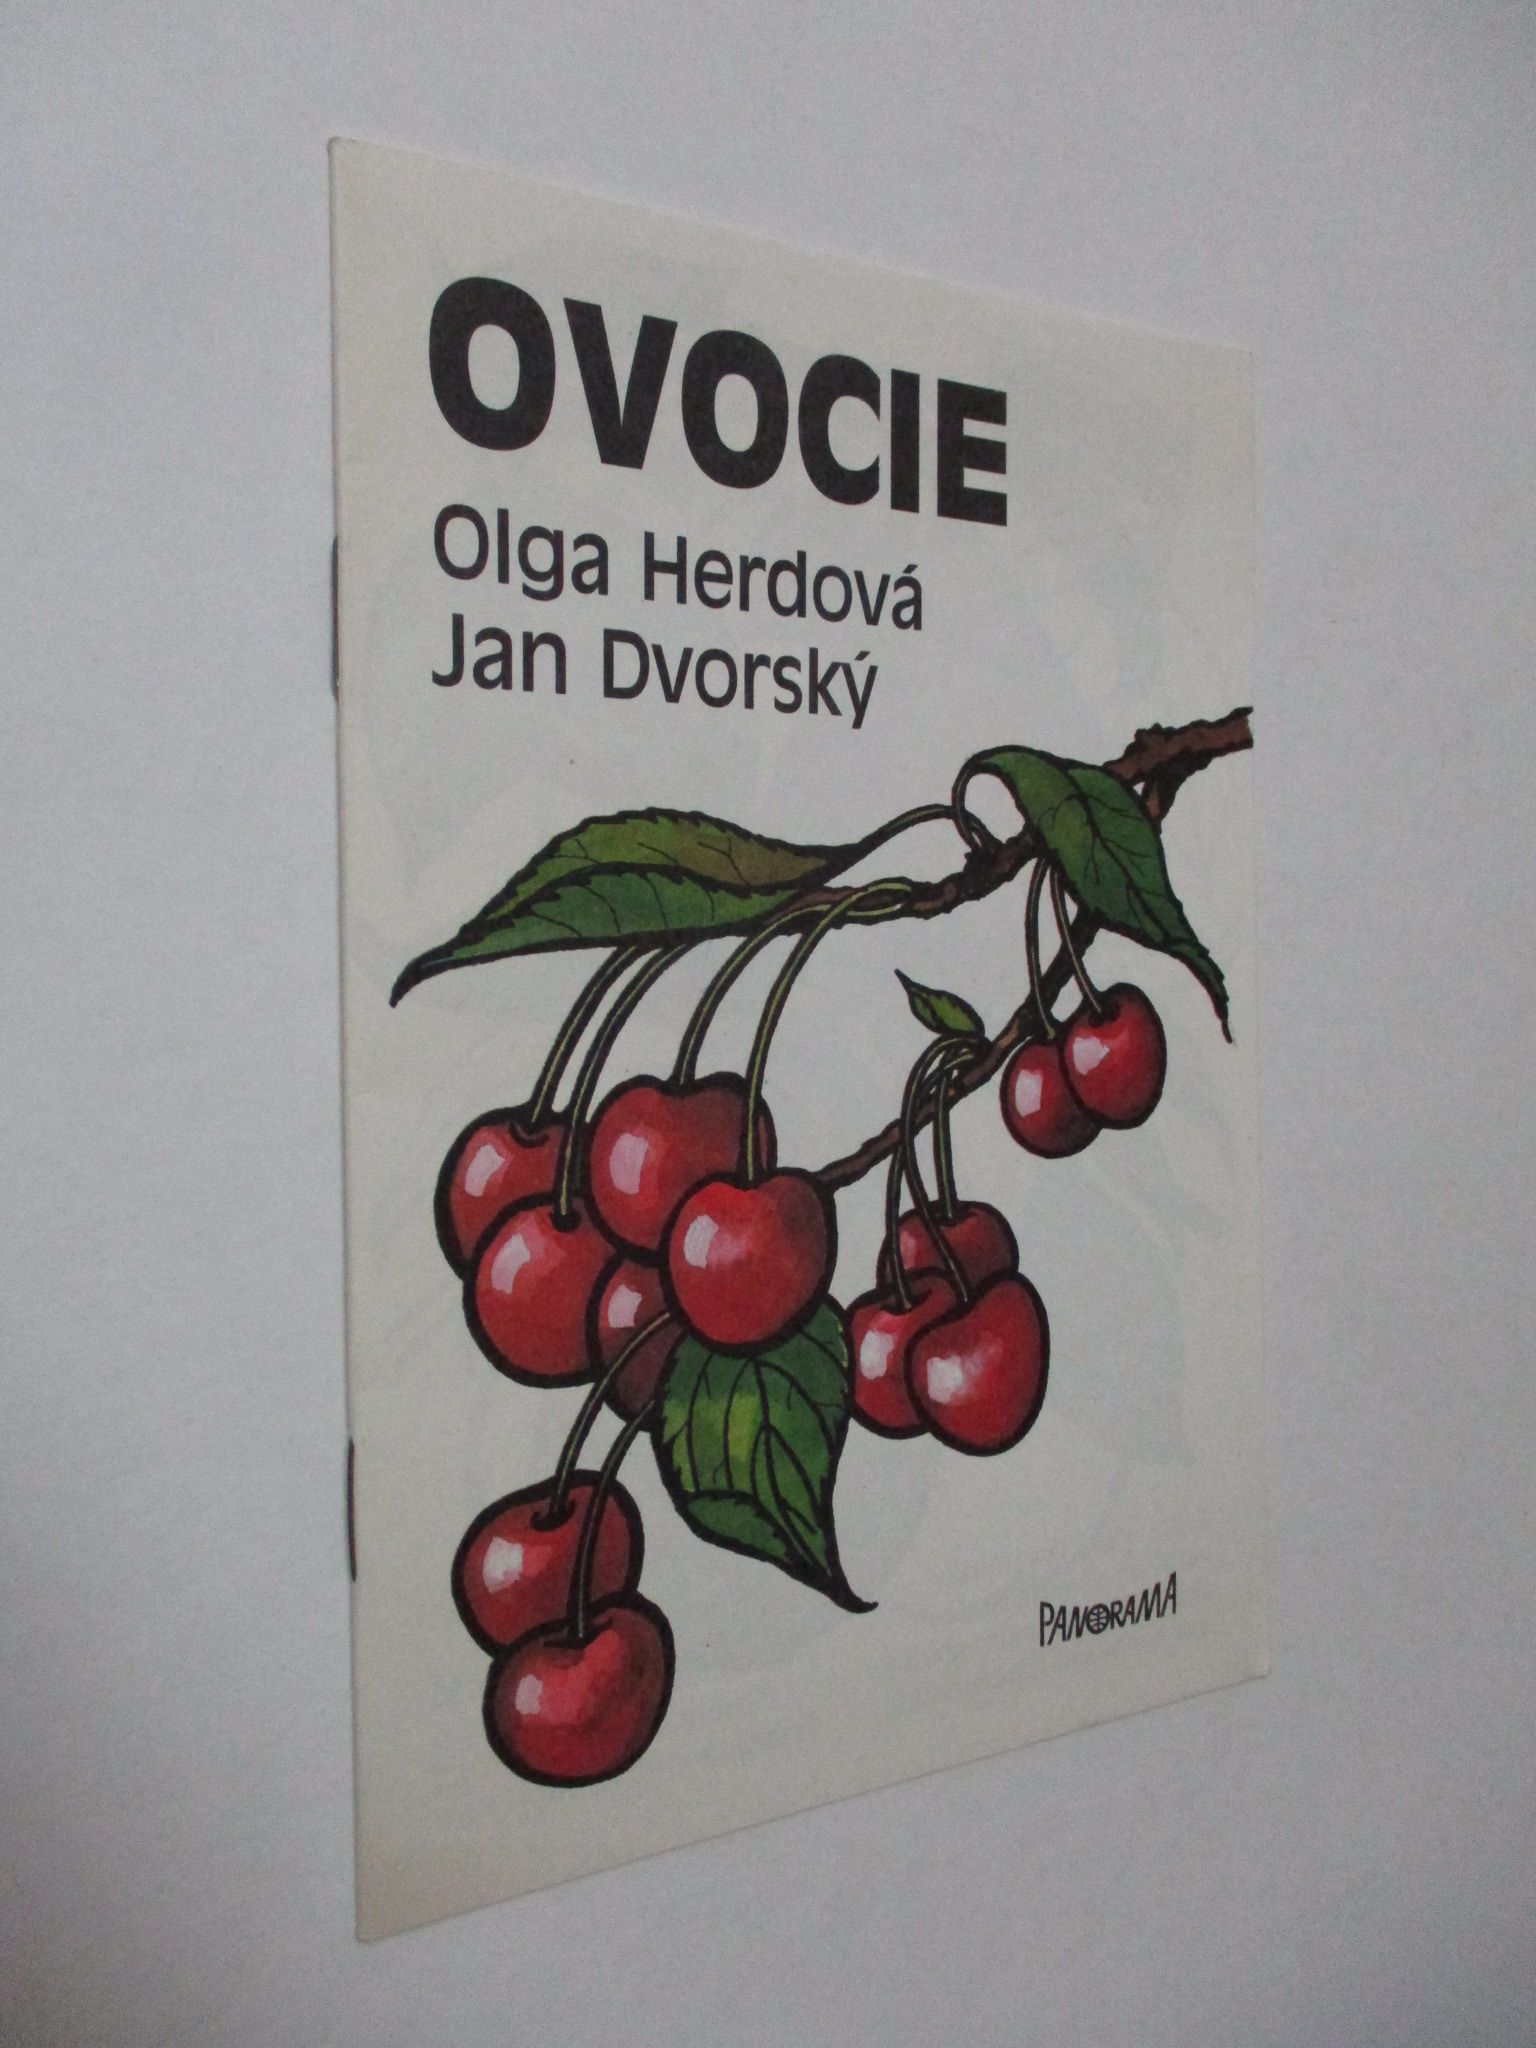 OVOCIE
Olga Herdová
Jan Dvorský
PANORAMA